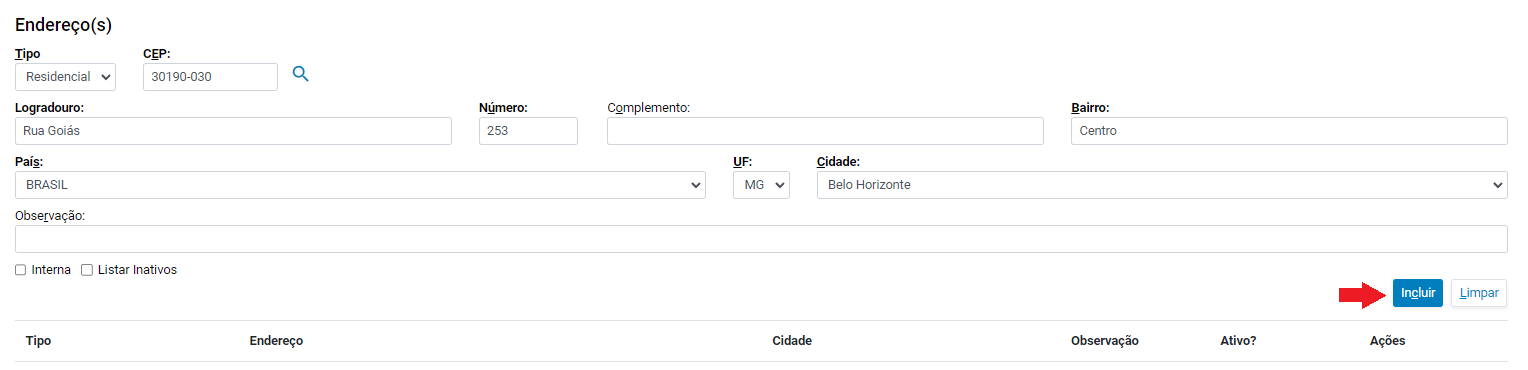 Endereço(s)
Tipo CEP:
Residencial 30190-030
Logradouro: Número: Complemento: Bairro:
Rua Goiás 253 Centro
País: UF: Cidade:
BRASIL MG Belo Horizonte
Observação:
Interna Listar Inativos
Incluir Limpar
Tipo Endereço Cidade Observação Ativo? Ações